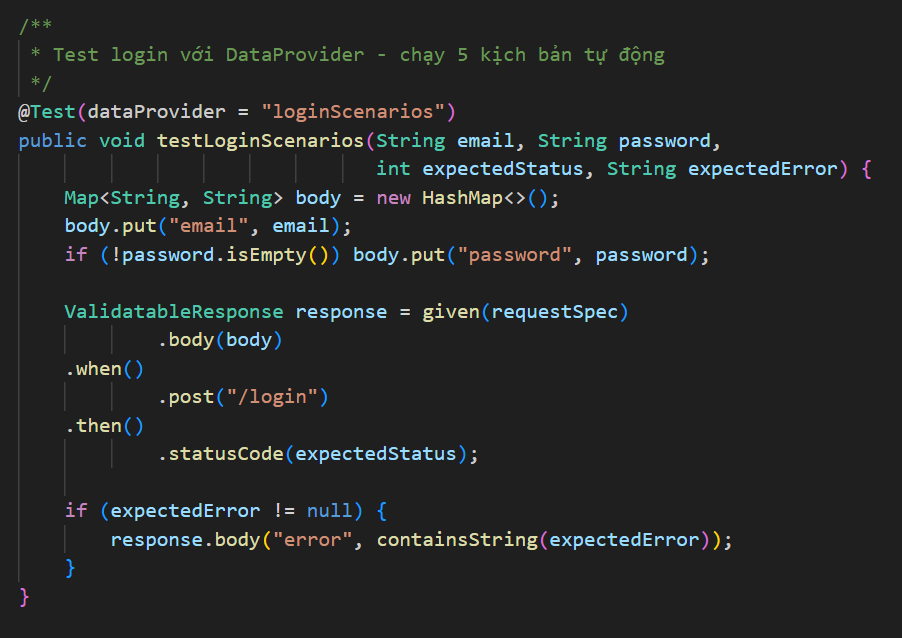 /**
 * Test login với DataProvider - chạy 5 kịch bản tự động
 */
@Test(dataProvider = "loginScenarios")
public void testLoginScenarios(String email, String password,
                               int expectedStatus, String expectedError) {
    Map<String, String> body = new HashMap<>();
    body.put("email", email);
    if (!password.isEmpty()) body.put("password", password);

    ValidatableResponse response = given(requestSpec)
            .body(body)
    .when()
            .post("/login")
    .then()
            .statusCode(expectedStatus);

    if (expectedError != null) {
        response.body("error", containsString(expectedError));
    }
}